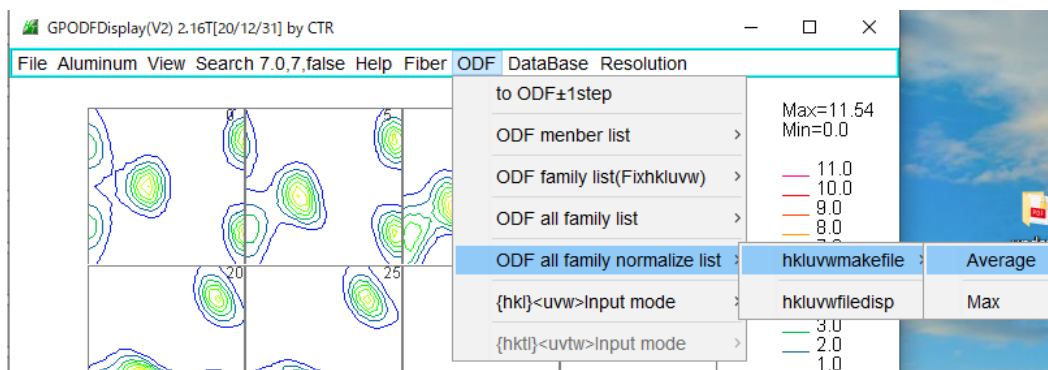 GPODFDisplay(V2) 2.16T[20/12/31] by CTR
File Aluminum View Search 7.0,7,false Help Fiber ODF DataBase Resolution
to ODF±1step
ODF menber list
ODF family list(Fixhkluvw)
ODF all family list
ODF all family normalize list
{hkl}<uvw>Input mode
{hktl}<uvtw>Input mode
hkluvwmakefile
hkluvwfiledisp
Average
Max
0
5
20
25
Max=11.54
Min=0.0
11.0
10.0
9.0
8.0
3.0
2.0
1.0
PDF